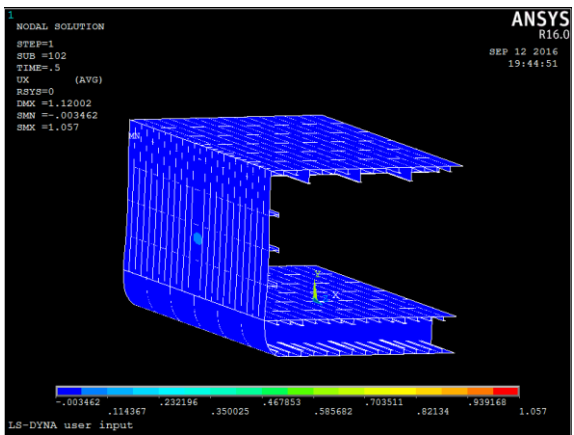 1
NODAL SOLUTION
STEP=1
SUB =102
TIME=.5
UX (AVG)
RSYS=0
DMX =1.12002
SMN =-.003462
SMX =1.057
ANSYS
R16.0
SEP 12 2016
19:44:51
MN
Y
X
-.003462 .232196 .467853 .703511 .939168
.114367 .350025 .585682 .82134 1.057
LS-DYNA user input